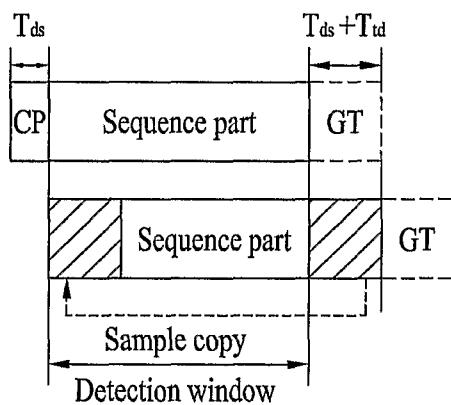 Tds
Tds+Ttd
CP
Sequence part
GT
Sequence part
GT
Sample copy
Detection window